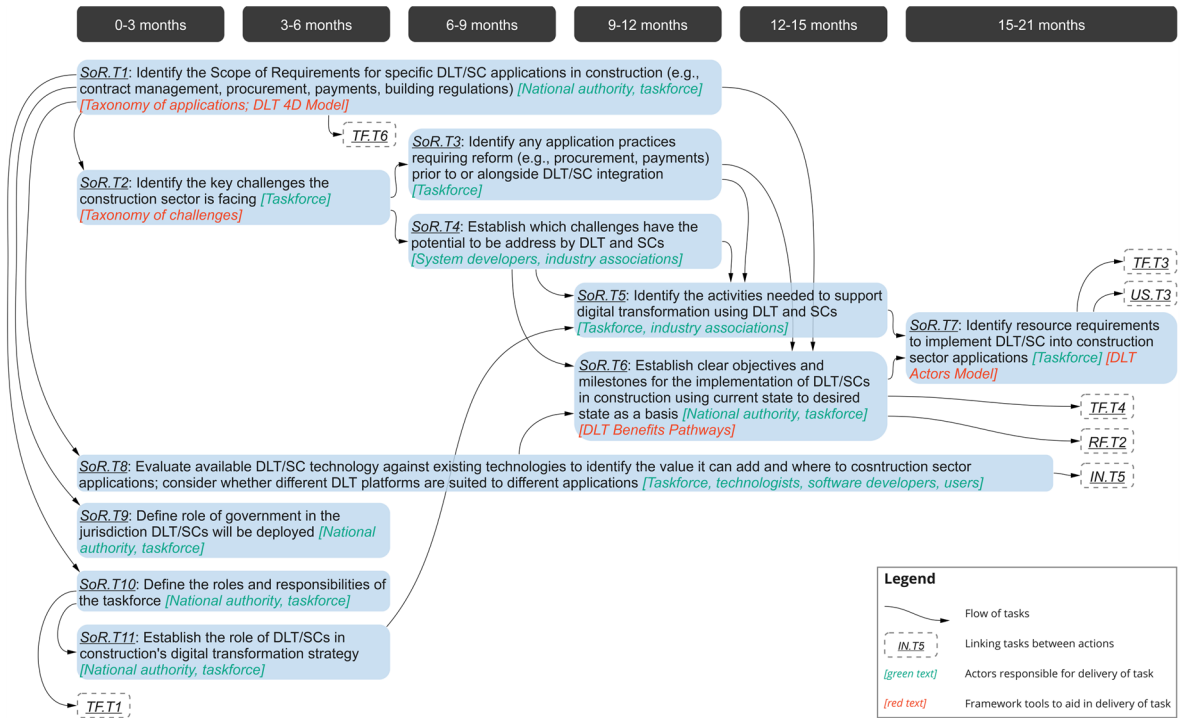 0-3 months
3-6 months
6-9 months
9-12 months
12-15 months
15-21 months
SoR.T1: Identify the Scope of Requirements for specific DLT/SC applications in construction (e.g.,
contract management, procurement, payments, building regulations) [National authority, taskforce]
[Taxonomy of applications; DLT 4D Model]
TF.T6
SoR.T2: Identify the key challenges the
construction sector is facing [Taskforce]
[Taxonomy of challenges]
SoR.T3: Identify any application practices
requiring reform (e.g., procurement, payments)
prior to or alongside DLT/SC integration
[Taskforce]
SoR.T4: Establish which challenges have the
potential to be address by DLT and SCs
[System developers, industry associations]
SoR.T5: Identify the activities needed to support
digital transformation using DLT and SCs
[Taskforce, industry associations]
SoR.T6: Establish clear objectives and
milestones for the implementation of DLT/SCs
in construction using current state to desired
state as a basis [National authority, taskforce]
[DLT Benefits Pathways]
TF.T3
US.T3
SoR.T7: Identify resource requirements
to implement DLT/SC into construction
sector applications [Taskforce] [DLT
Actors Model]
TF.T4
RF.T2
SoR.T8: Evaluate available DLT/SC technology against existing technologies to identify the value it can add and where to cosntruction sector
applications; consider whether different DLT platforms are suited to different applications [Taskforce, technologists, software developers, users]
IN.T5
SoR.T9: Define role of government in the
jurisdiction DLT/SCs will be deployed [National
authority, taskforce]
SoR.T10: Define the roles and responsibilities of
the taskforce [National authority, taskforce]
SoR.T11: Establish the role of DLT/SCs in
construction's digital transformation strategy
[National authority, taskforce]
TF.T1
Legend
Flow of tasks
IN.T5
Linking tasks between actions
[green text]
Actors responsible for delivery of task
[red text]
Framework tools to aid in delivery of task